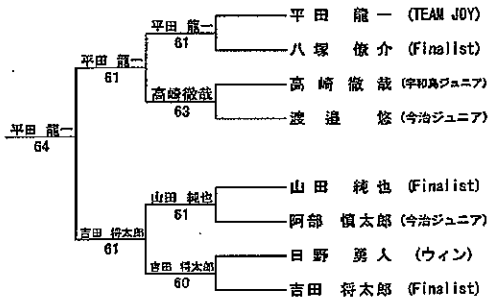 平田 龍一 (TEAM JOY)
平田 龍一
61
八塚 僚介 (Finalist)
平田 龍一
61
高崎 徹哉 (宇和島ジュニア)
高崎徹哉
63
渡邉 悠 (今治ジュニア)
平田 龍一
64
山田 純也 (Finalist)
山田 純也
61
阿部 慎太郎 (今治ジュニア)
吉田 将太郎
61
日野 勇人 (ウィン)
吉田 将太郎
60
吉田 将太郎 (Finalist)